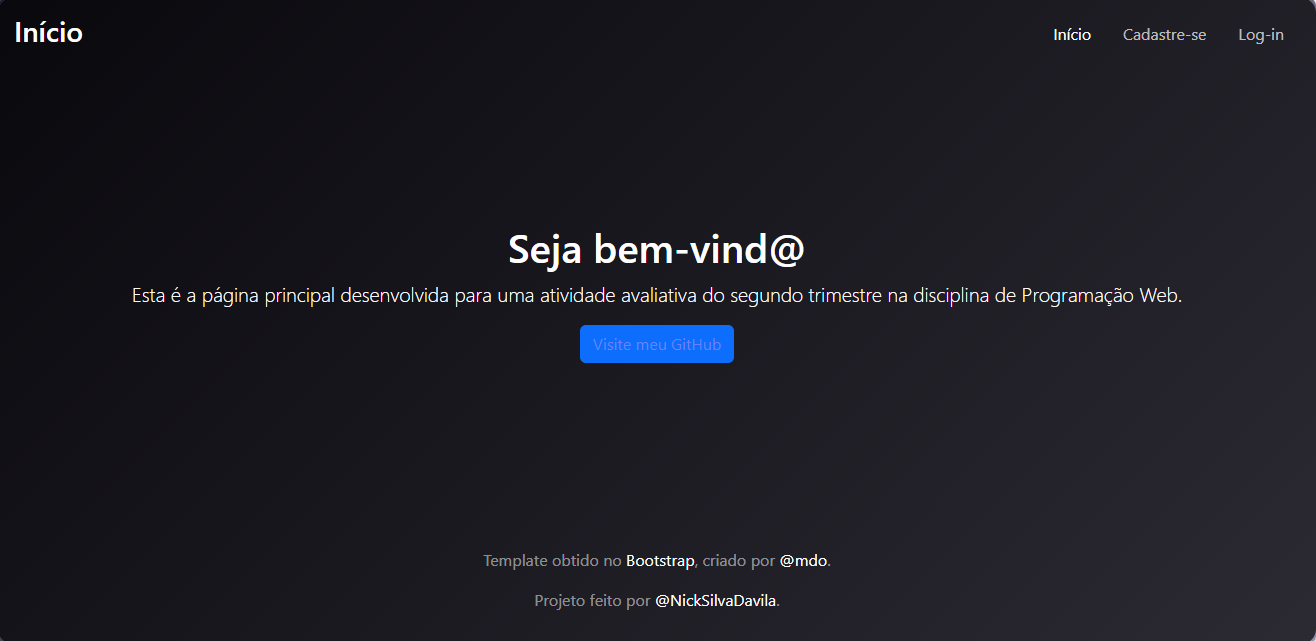 Início
Início Cadastre-se Log-in
Seja bem-vind@
Esta é a página principal desenvolvida para uma atividade avaliativa do segundo trimestre na disciplina de Programação Web.
Visite meu GitHub
Template obtido no Bootstrap, criado por @mdo.
Projeto feito por @NickSilvaDavila.